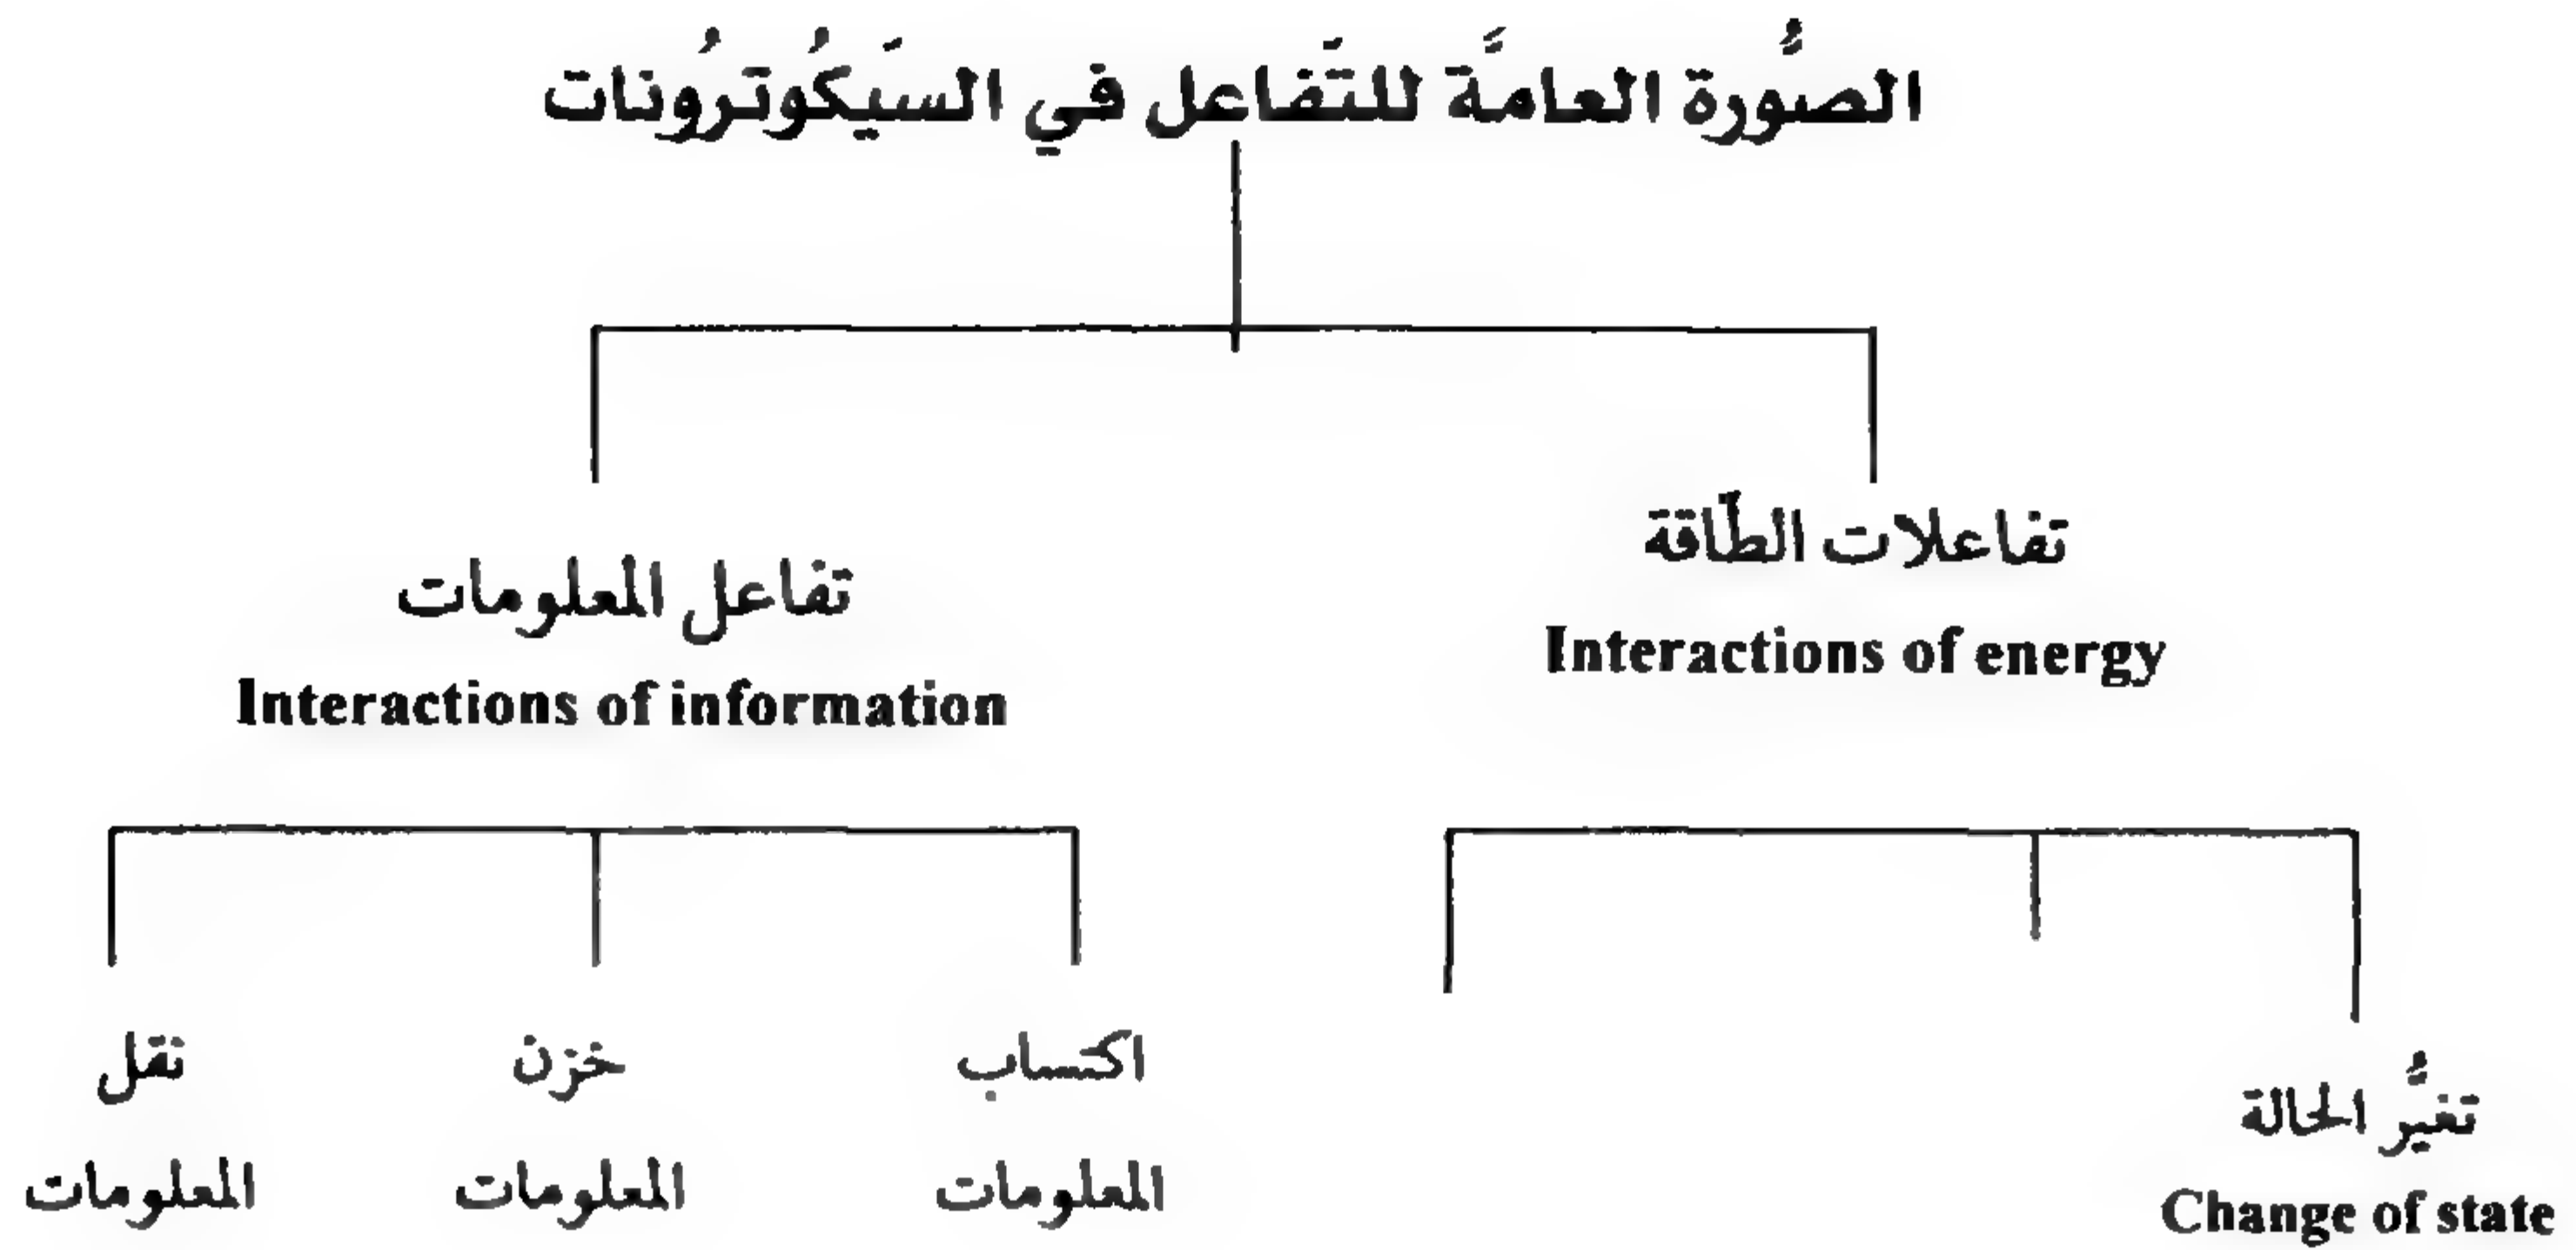 الصُّورة العامَّة للتَّفاعل في السَيكُوترُونات
تفاعلات الطّاقة
Interactions of energy
تفاعل المعلومات
Interactions of information
تغيُّر الحالة
Change of state
اكتساب
المعلومات
خزن
المعلومات
نقل
المعلومات